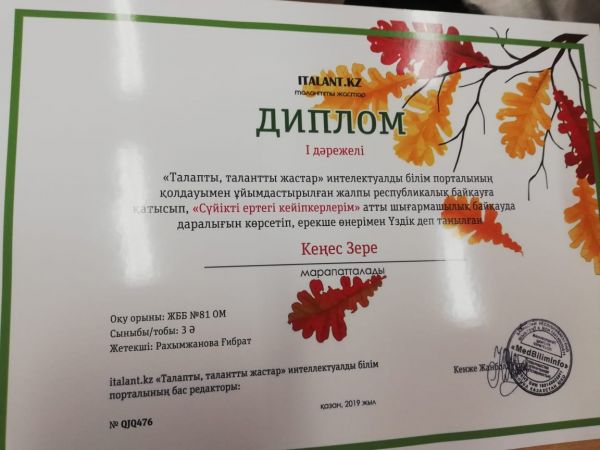 ITALANT.KZ
талантты жастар
ДИПЛОМ
І дәрежелі
«Талапты, талантты жастар» интелектуалды білім порталының
қолдауымен ұйымдастырылған жалпы республикалық байқауға
қатысып, «Сүйікті ертегі кейіпкерлерім» атты шығармашылық байқауда
даралығын көрсетіп, ерекше өнерімен Үздік деп танылған
Кеңес Зере
марапатталады
Оқу орыны: ЖББ №81 ОМ
Сыныбы/тобы: 3 Ә
Жетекші: Рахымжанова Ғибрат
italant.kz «Талапты, талантты жастар» интеллектуалды білім
порталының бас редакторы:
Кенже
«MedBilimInfo»
қазан, 2019 жыл
№ QJQ476